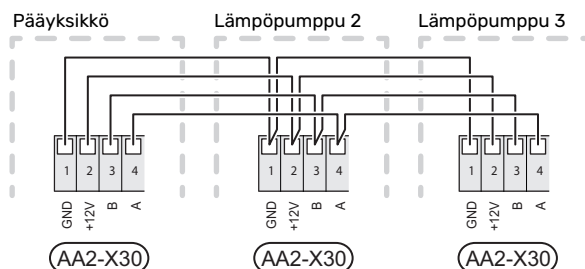 Pääyksikkö Lämpöpumppu 2 Lämpöpumppu 3
1 2 3 4 1 2 3 4 1 2 3 4
GND +12V B A GND +12V B A GND +12V B A
AA2-X30 AA2-X30 AA2-X30